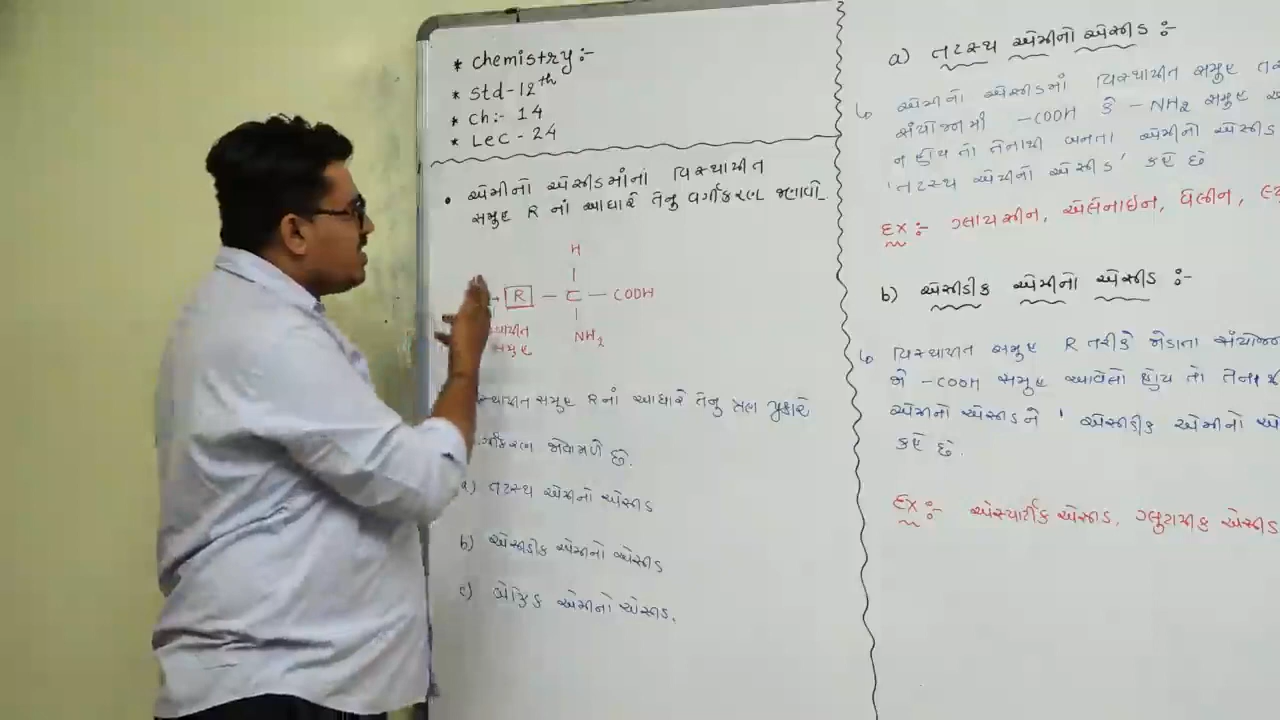 * chemistry :-
* std-12th
* ch:- 14
* Lec - 24
• એમીનો એસીડમાંનાં વિસ્થાયીત
સમુહ R નાં આધારે તેનુ વર્ગીકરણ જણાવો.
H
R — C — COOH
NH2
સમુહ
સમુહ R નાં આધારે તેનુ ત્રણ પ્રકારે
જોવામળે છે.
a) તટસ્થ એમીનો એસીડ
b) એસીડીક એમીનો એસીડ
c) બેઝિક એમીનો એસીડ.
a) તટસ્થ એમીનો એસીડ :-
એમીનો એસીડમાં વિસ્થાયીત સમુહ
સંયોજનમાં -COOH કે -NH2 સમુહ
ન હોય તો તેનાથી બનતા એમીનો એસીડ
'તટસ્થ એમીનો એસીડ' કહે છે
Ex :- ગ્લાયસીન, એલેનાઇન, વેલીન,
b) એસીડીક એમીનો એસીડ :-
વિસ્થાયીત સમુહ R તરીકે જોડાના
જો -COOH સમુહ આવેલો હોય તો
એમીનો એસીડને ' એસીડીક એમીનો
કહે છે.
Ex :- એસ્પાર્ટીક એસીડ, ગ્લુટામીક એસીડ